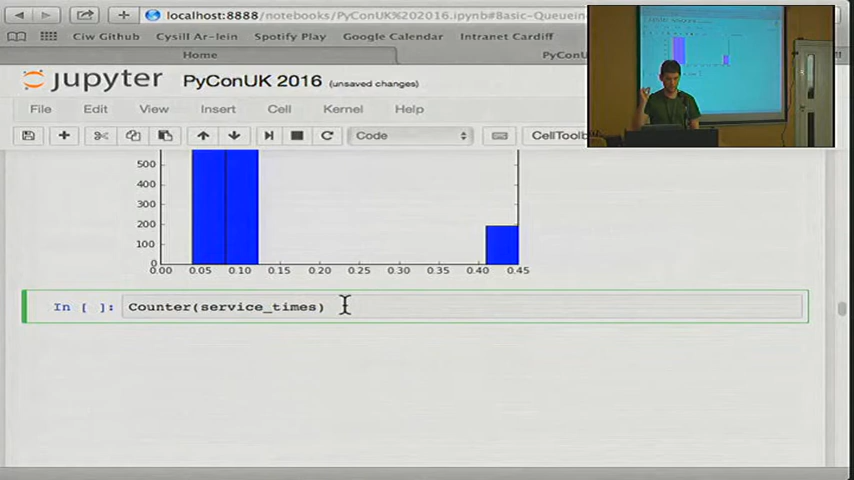 localhost:8888/notebooks/PyConUK%202016.ipynb#Basic-Queuein
Ciw Github Cysill Ar-lein Spotify Play Google Calendar Intranet Cardiff
Home PyConU
jupyter PyConUK 2016 (unsaved changes)
File Edit View Insert Cell Kernel Help
Code CellToolb
500
400
300
200
100
0
0.00 0.05 0.10 0.15 0.20 0.25 0.30 0.35 0.40 0.45
In [ ]: Counter(service_times)